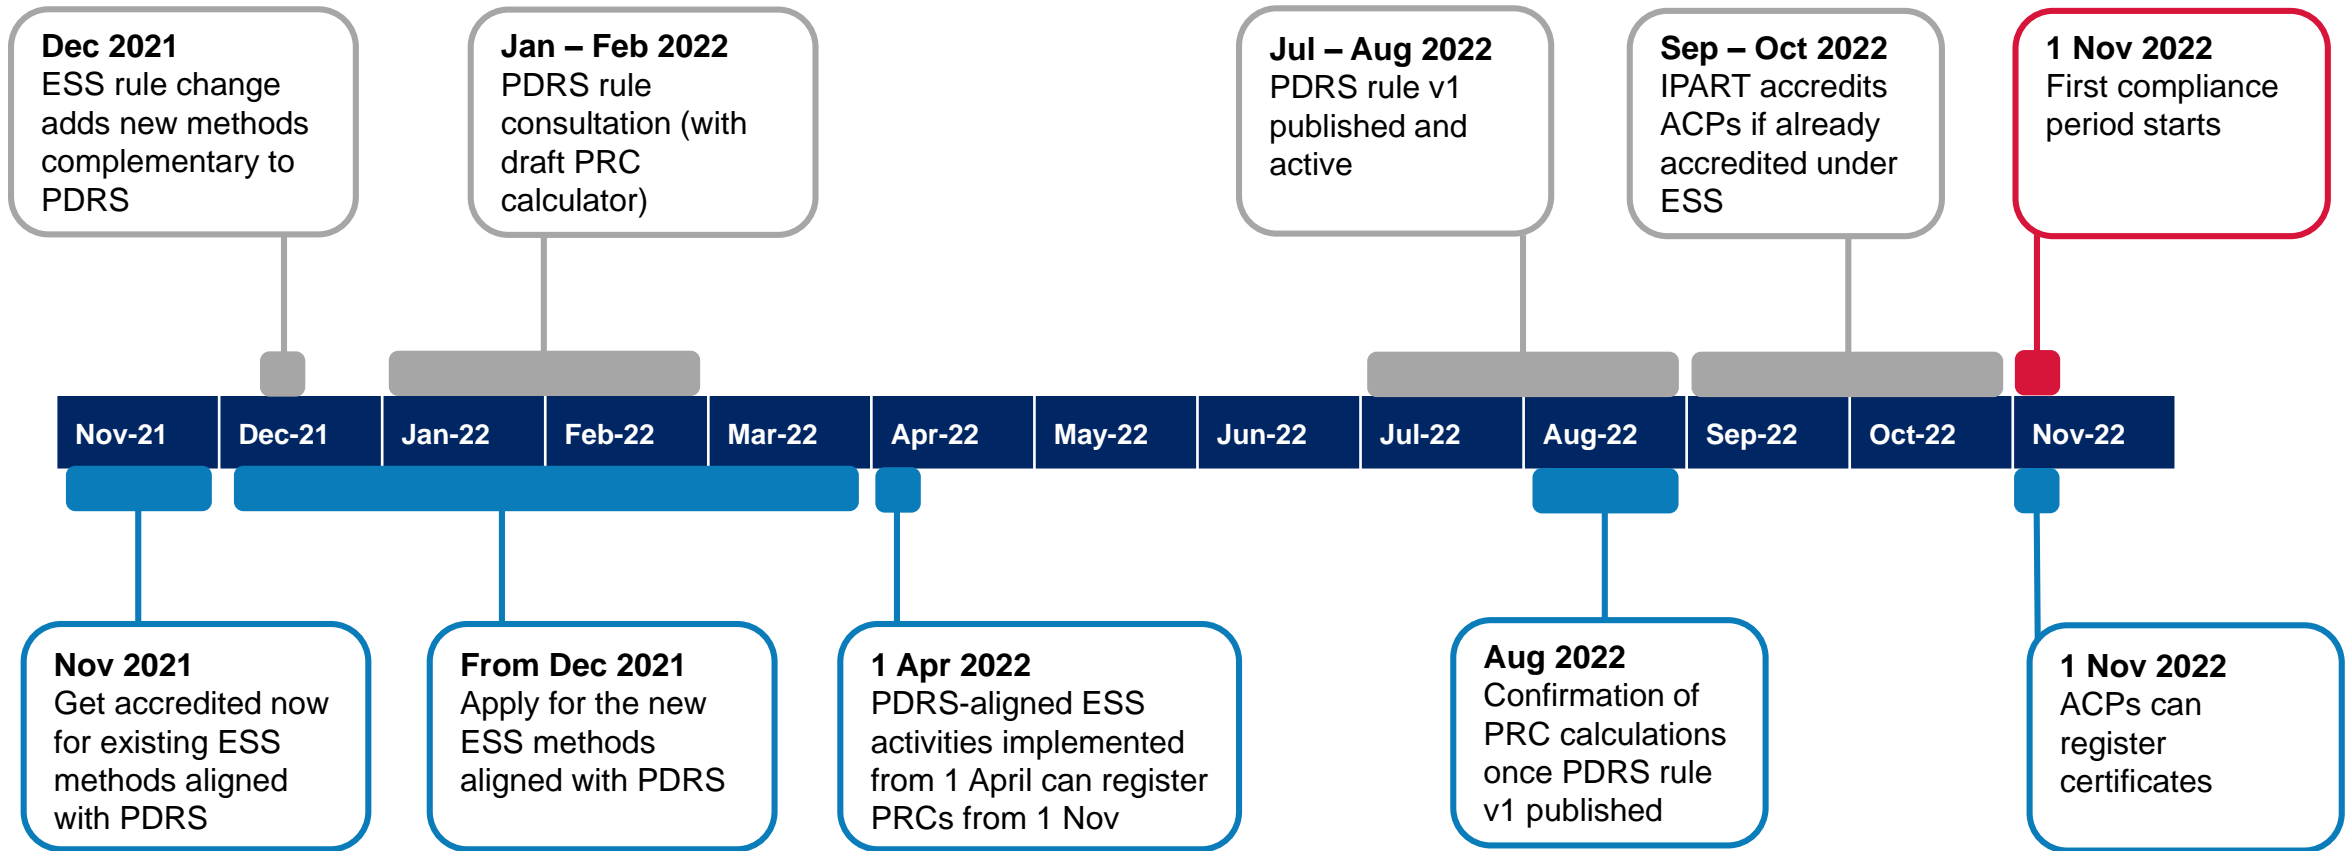 Dec 2021
ESS rule change
adds new methods
complementary to
PDRS
Jan – Feb 2022
PDRS rule
consultation (with
draft PRC
calculator)
Jul – Aug 2022
PDRS rule v1
published and
active
Sep – Oct 2022
IPART accredits
ACPs if already
accredited under
ESS
1 Nov 2022
First compliance
period starts
Nov-21
Dec-21
Jan-22
Feb-22
Mar-22
Apr-22
May-22
Jun-22
Jul-22
Aug-22
Sep-22
Oct-22
Nov-22
Nov 2021
Get accredited now
for existing ESS
methods aligned
with PDRS
From Dec 2021
Apply for the new
ESS methods
aligned with PDRS
1 Apr 2022
PDRS-aligned ESS
activities implemented
from 1 April can register
PRCs from 1 Nov
Aug 2022
Confirmation of
PRC calculations
once PDRS rule
v1 published
1 Nov 2022
ACPs can
register
certificates